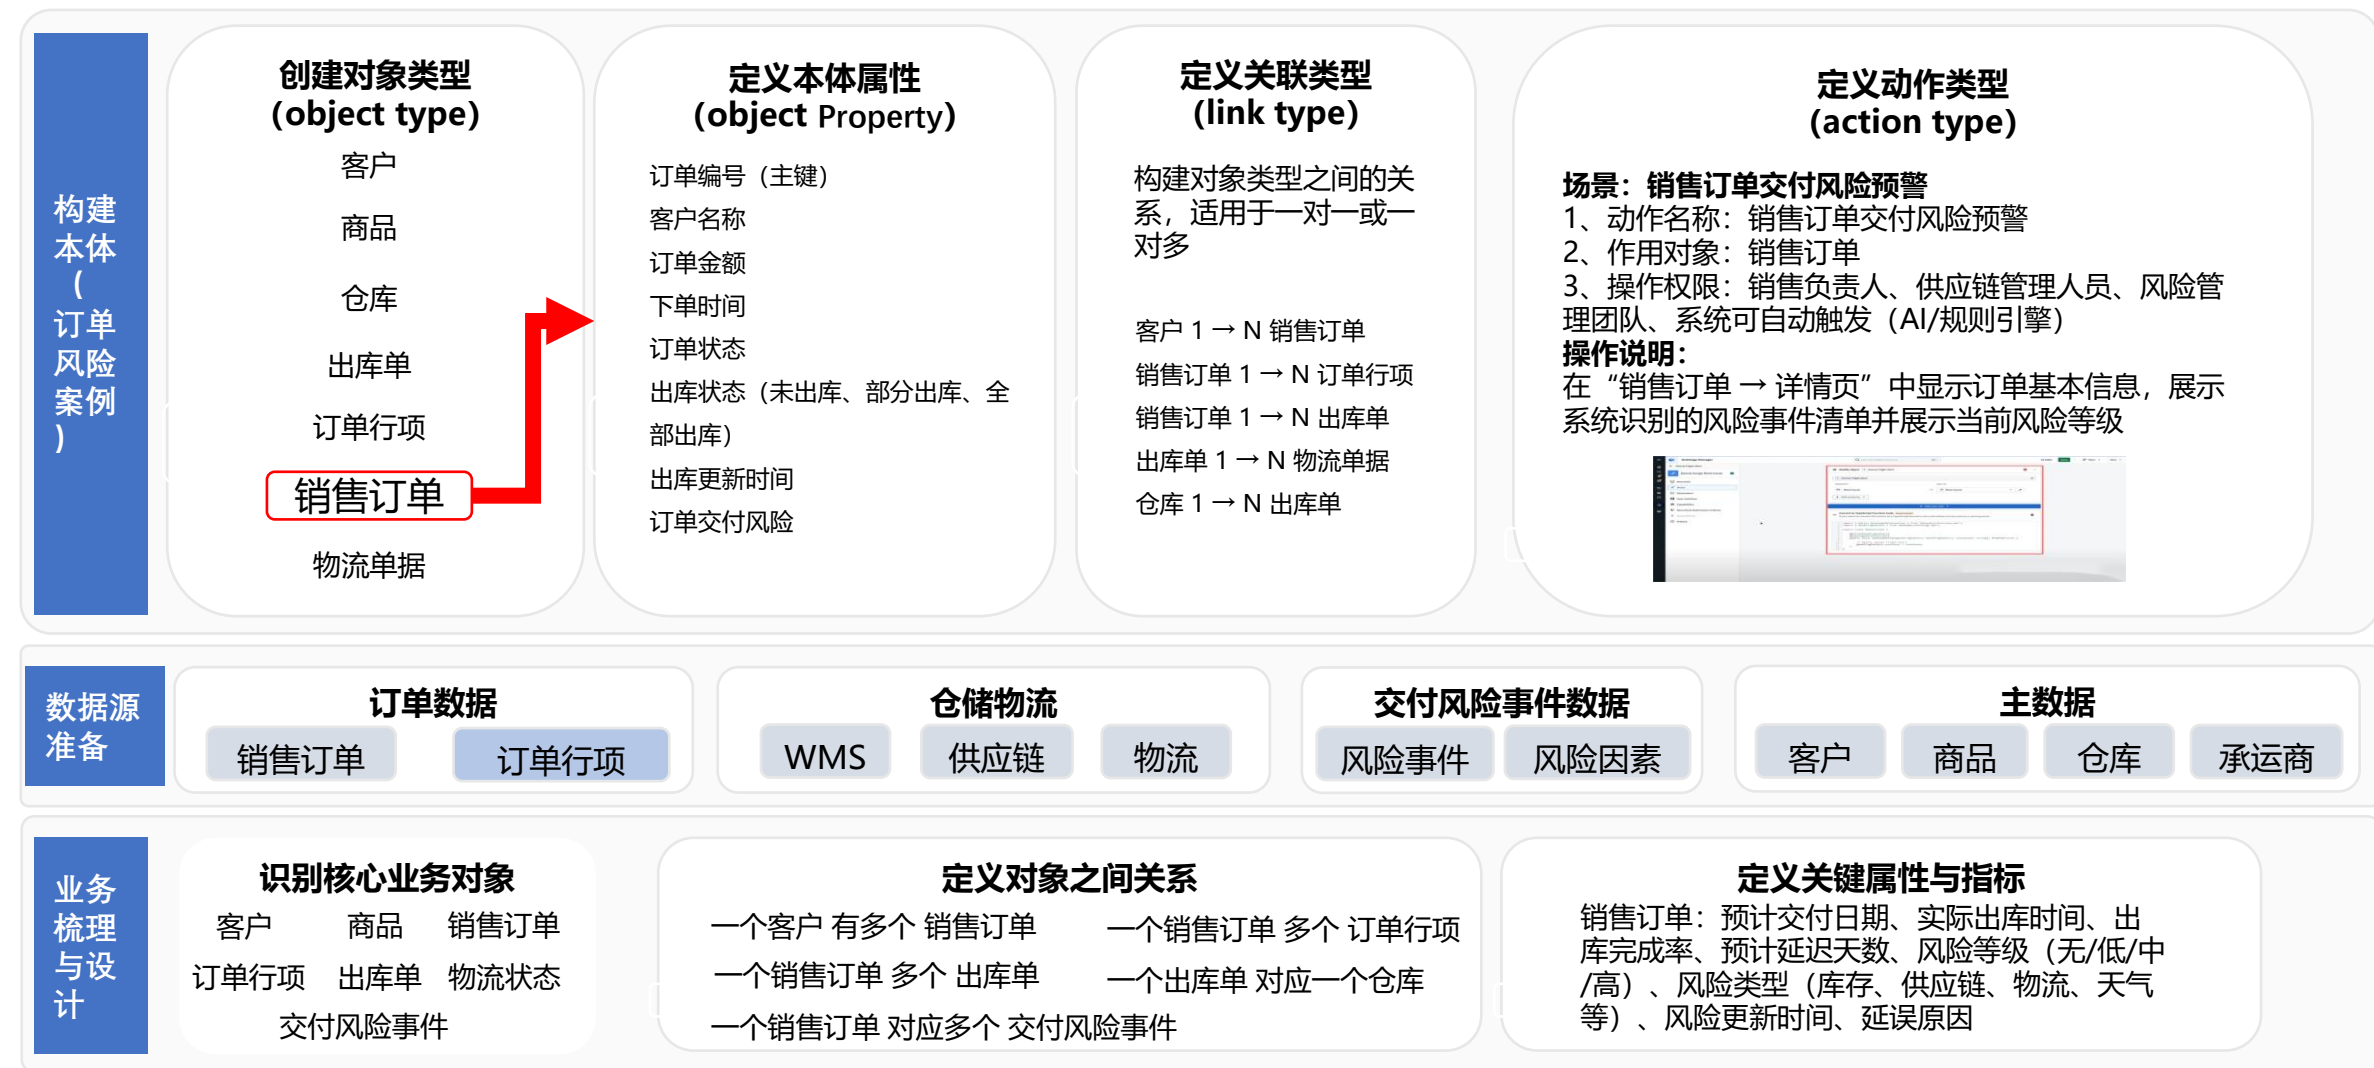 构建
本体
（
订单
风险
案例
）
创建对象类型
（object type）
客户
商品
仓库
出库单
订单行项
销售订单
物流单据
定义本体属性
（object Property）
订单编号（主键）
客户名称
订单金额
下单时间
订单状态
出库状态（未出库、部分出库、全
部出库）
出库更新时间
订单交付风险
定义关联类型
（link type）
构建对象类型之间的关
系，适用于一对一或一
对多
客户 1 → N 销售订单
销售订单 1 → N 订单行项
销售订单 1 → N 出库单
出库单 1 → N 物流单据
仓库 1 → N 出库单
定义动作类型
（action type）
场景：销售订单交付风险预警
1、动作名称：销售订单交付风险预警
2、作用对象：销售订单
3、操作权限：销售负责人、供应链管理人员、风险管
理团队、系统可自动触发（AI/规则引擎）
操作说明：
在“销售订单 → 详情页”中显示订单基本信息，展示
系统识别的风险事件清单并展示当前风险等级
数据源
准备
订单数据
销售订单 订单行项
仓储物流
WMS 供应链 物流
交付风险事件数据
风险事件 风险因素
主数据
客户 商品 仓库 承运商
业务
梳理
与设
计
识别核心业务对象
客户 商品 销售订单
订单行项 出库单 物流状态
交付风险事件
定义对象之间关系
一个客户 有多个 销售订单 一个销售订单 多个 订单行项
一个销售订单 多个 出库单 一个出库单 对应一个仓库
一个销售订单 对应多个 交付风险事件
定义关键属性与指标
销售订单：预计交付日期、实际出库时间、出
库完成率、预计延迟天数、风险等级（无/低/中
/高）、风险类型（库存、供应链、物流、天气
等）、风险更新时间、延误原因